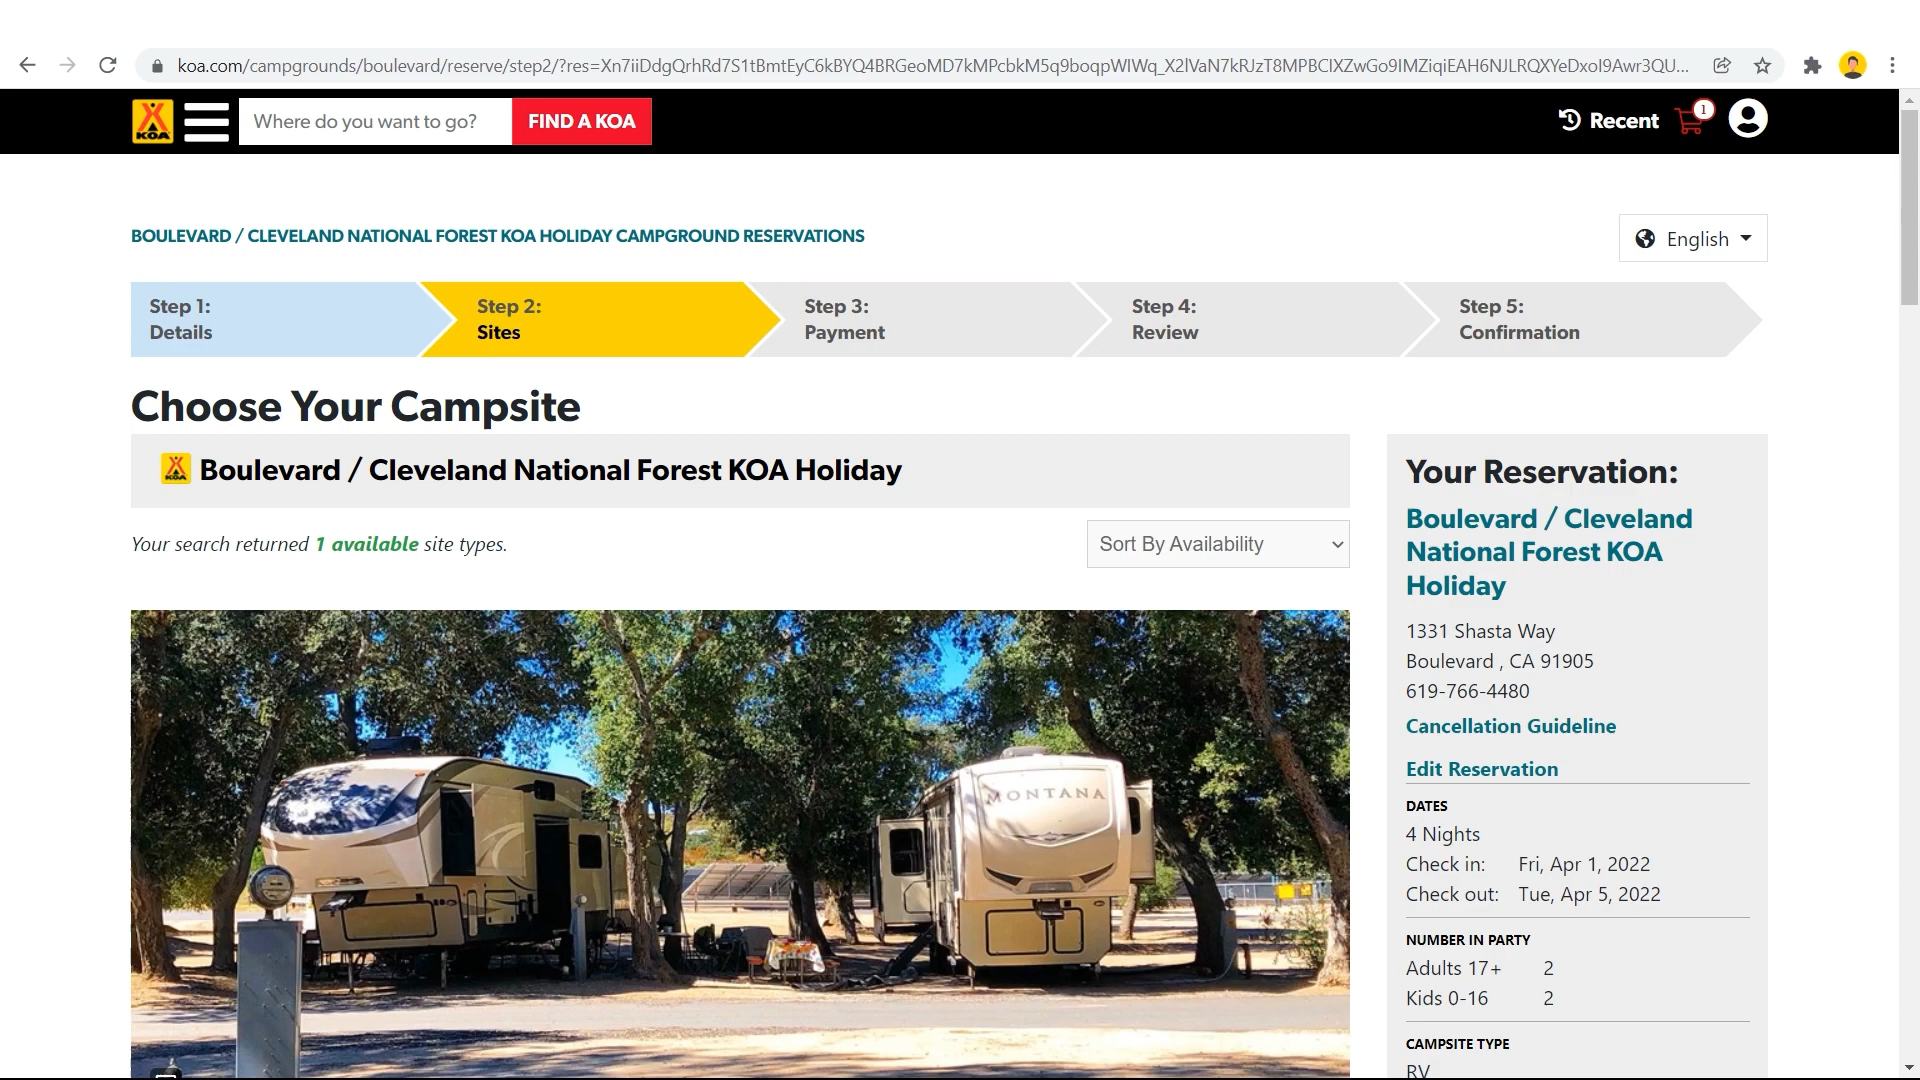 koa.com/campgrounds/boulevard/reserve/step2/?res=Xn7iiDdgQrhRd7S1tBmtEyC6kBYQ4BRGeoMD7kMPcbkM5q9boqpWIWq_X2lVaN7kRJzT8MPBClXZwGo9IMZiqiEAH6NJLRQXYeDxoI9Awr3QU...
KOA
Where do you want to go?
FIND A KOA
Recent
1
BOULEVARD / CLEVELAND NATIONAL FOREST KOA HOLIDAY CAMPGROUND RESERVATIONS
English
Step 1:
Details
Step 2:
Sites
Step 3:
Payment
Step 4:
Review
Step 5:
Confirmation
Choose Your Campsite
KOA
Boulevard / Cleveland National Forest KOA Holiday
Your search returned 1 available site types.
Sort By Availability
MONTANA
Your Reservation:
Boulevard / Cleveland
National Forest KOA
Holiday
1331 Shasta Way
Boulevard , CA 91905
619-766-4480
Cancellation Guideline
Edit Reservation
DATES
4 Nights
Check in: Fri, Apr 1, 2022
Check out: Tue, Apr 5, 2022
NUMBER IN PARTY
Adults 17+ 2
Kids 0-16 2
CAMPSITE TYPE
RV